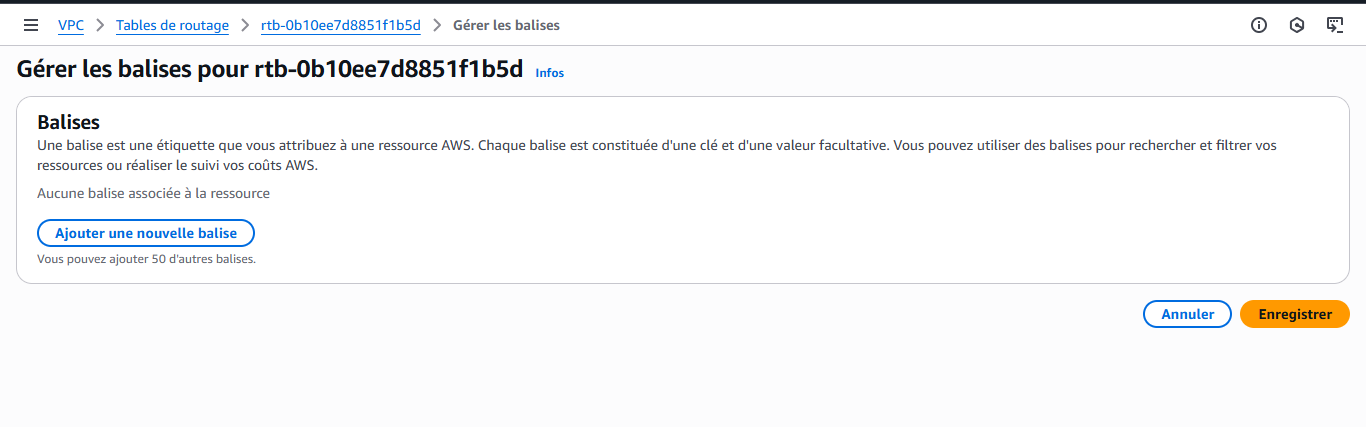 VPC > Tables de routage > rtb-0b10ee7d8851f1b5d > Gérer les balises
Gérer les balises pour rtb-0b10ee7d8851f1b5d Infos
Balises
Une balise est une étiquette que vous attribuez à une ressource AWS. Chaque balise est constituée d'une clé et d'une valeur facultative. Vous pouvez utiliser des balises pour rechercher et filtrer vos
ressources ou réaliser le suivi vos coûts AWS.
Aucune balise associée à la ressource
Ajouter une nouvelle balise
Vous pouvez ajouter 50 d'autres balises.
Annuler Enregistrer